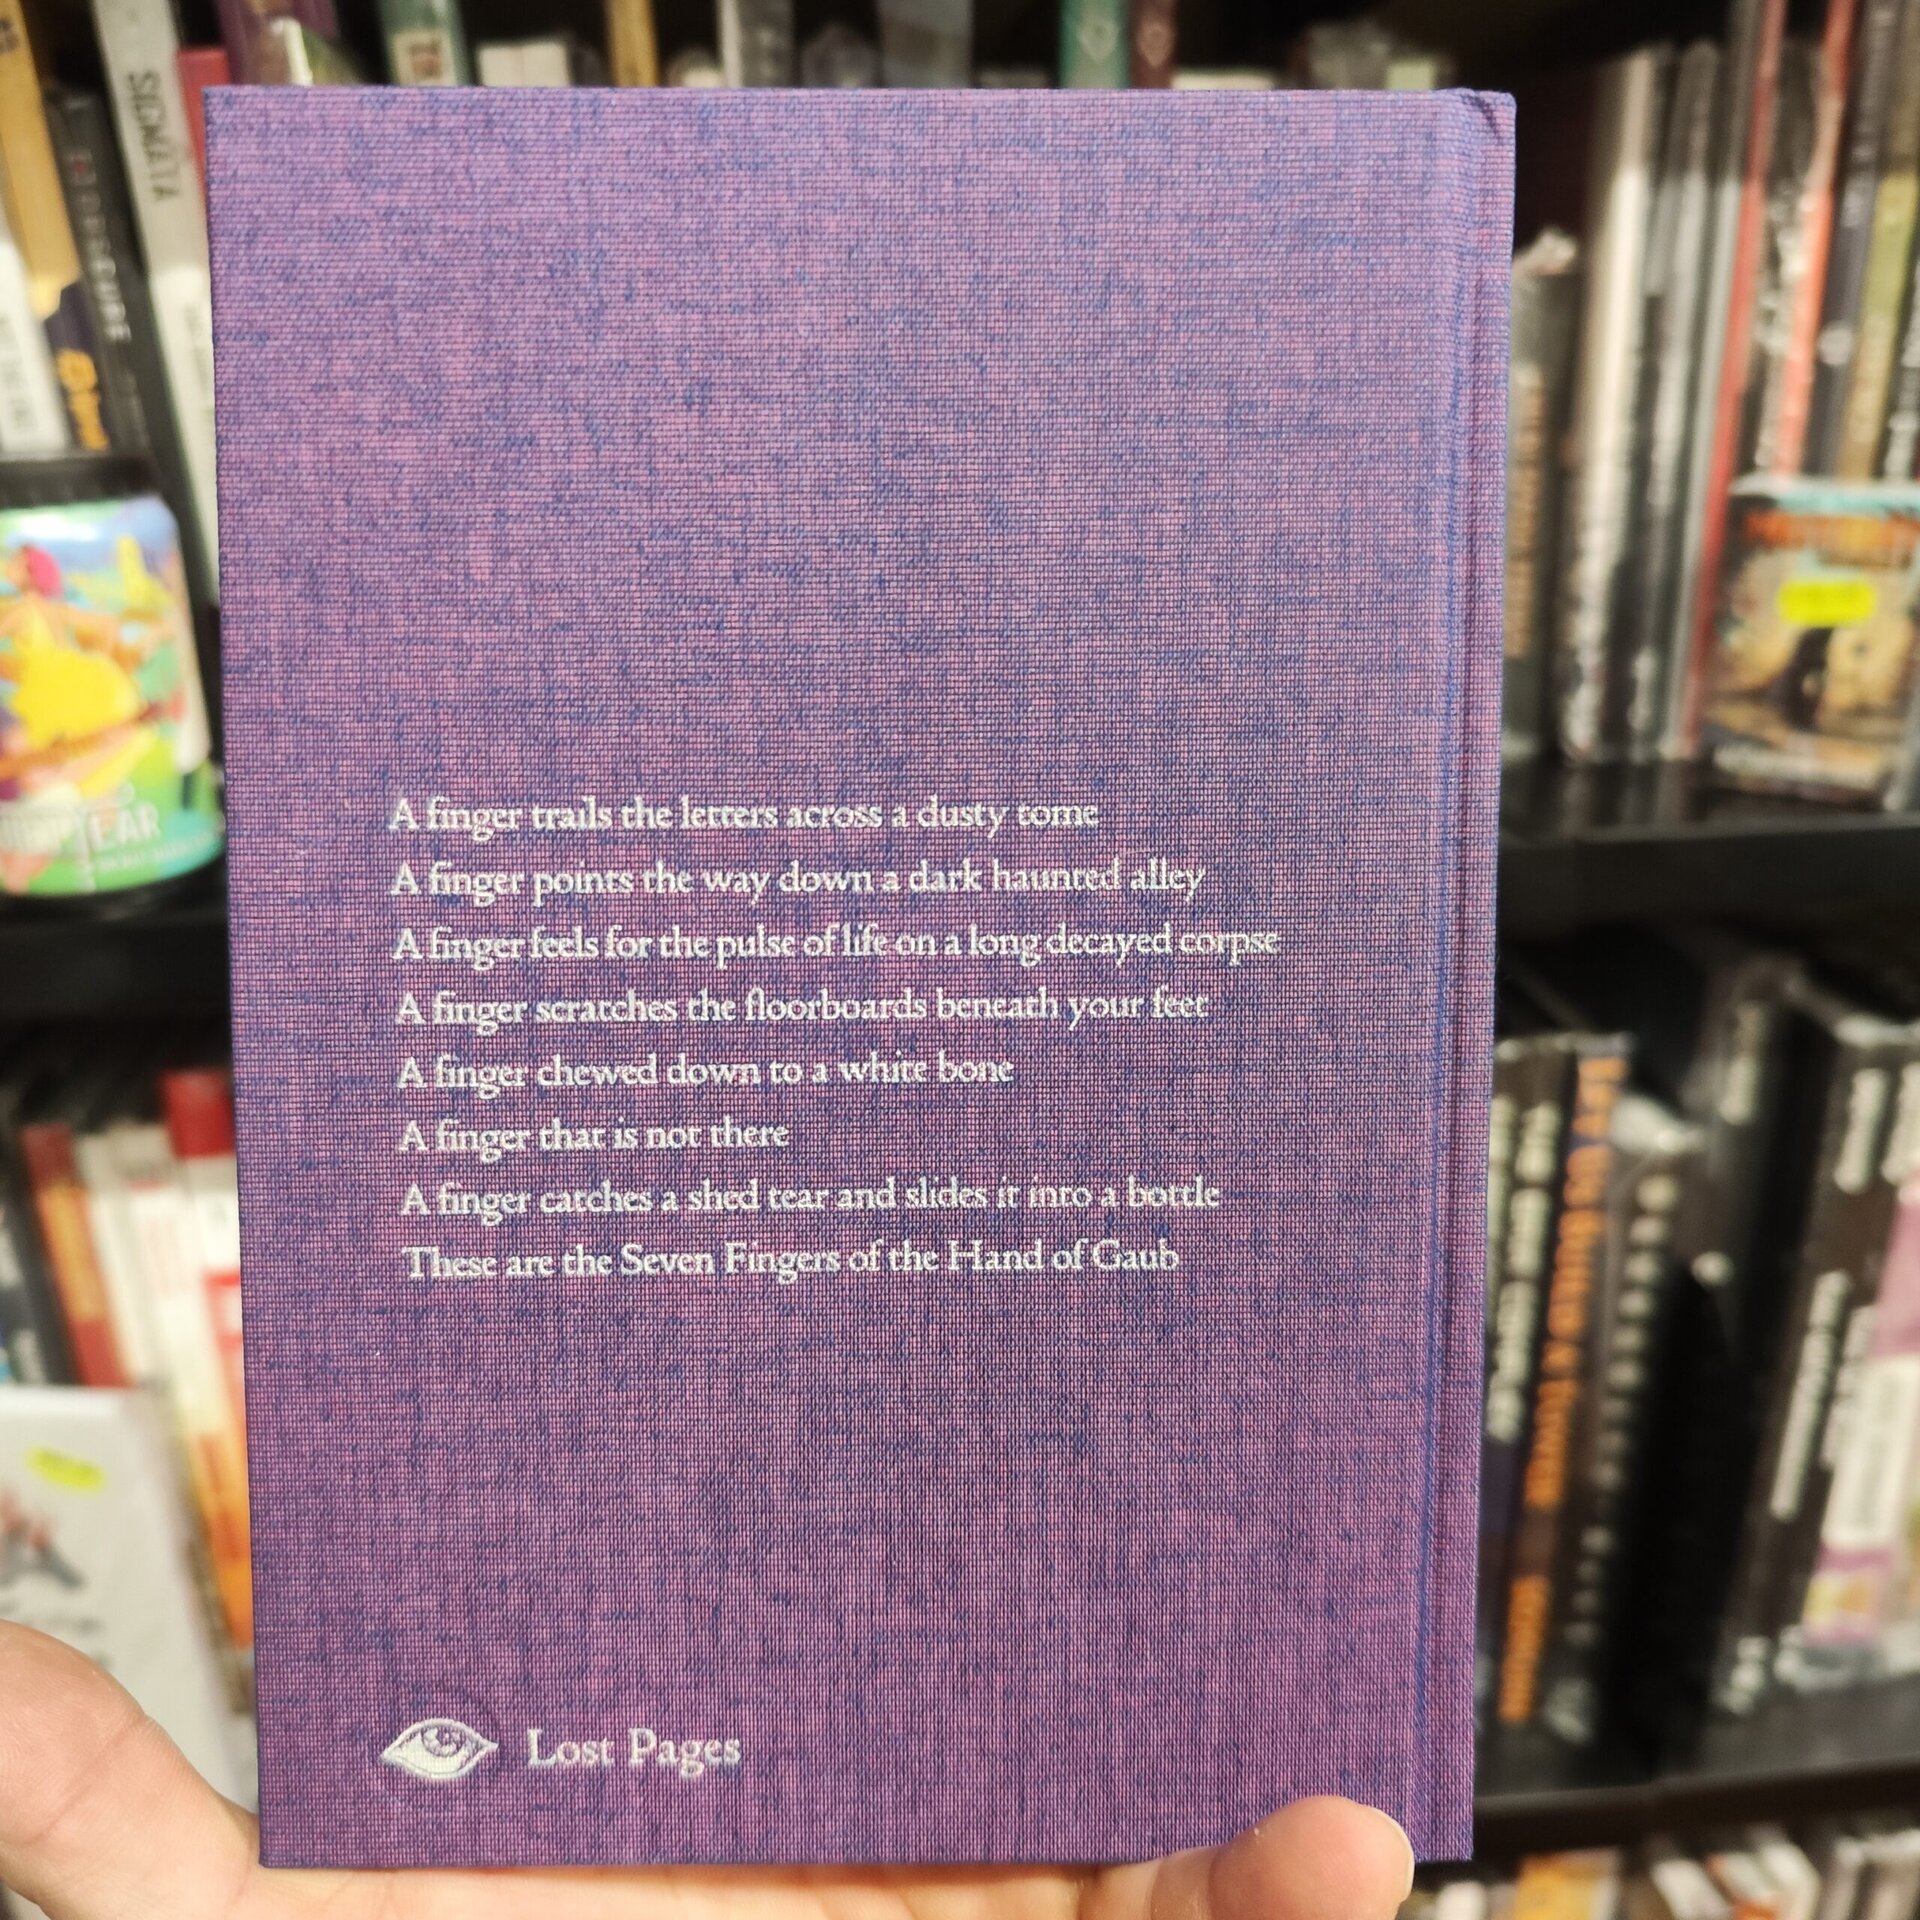 SIGMATA
A finger trails the letters across a dusty tome
A finger points the way down a dark haunted alley
A finger feels for the pulse of life on a long decayed corpse
A finger scratches the floorboards beneath your feet
A finger chewed down to a white bone
A finger that is not there
A finger catches a shed tear and slides it into a bottle
These are the Seven Fingers of the Hand of Gaub
Lost Pages